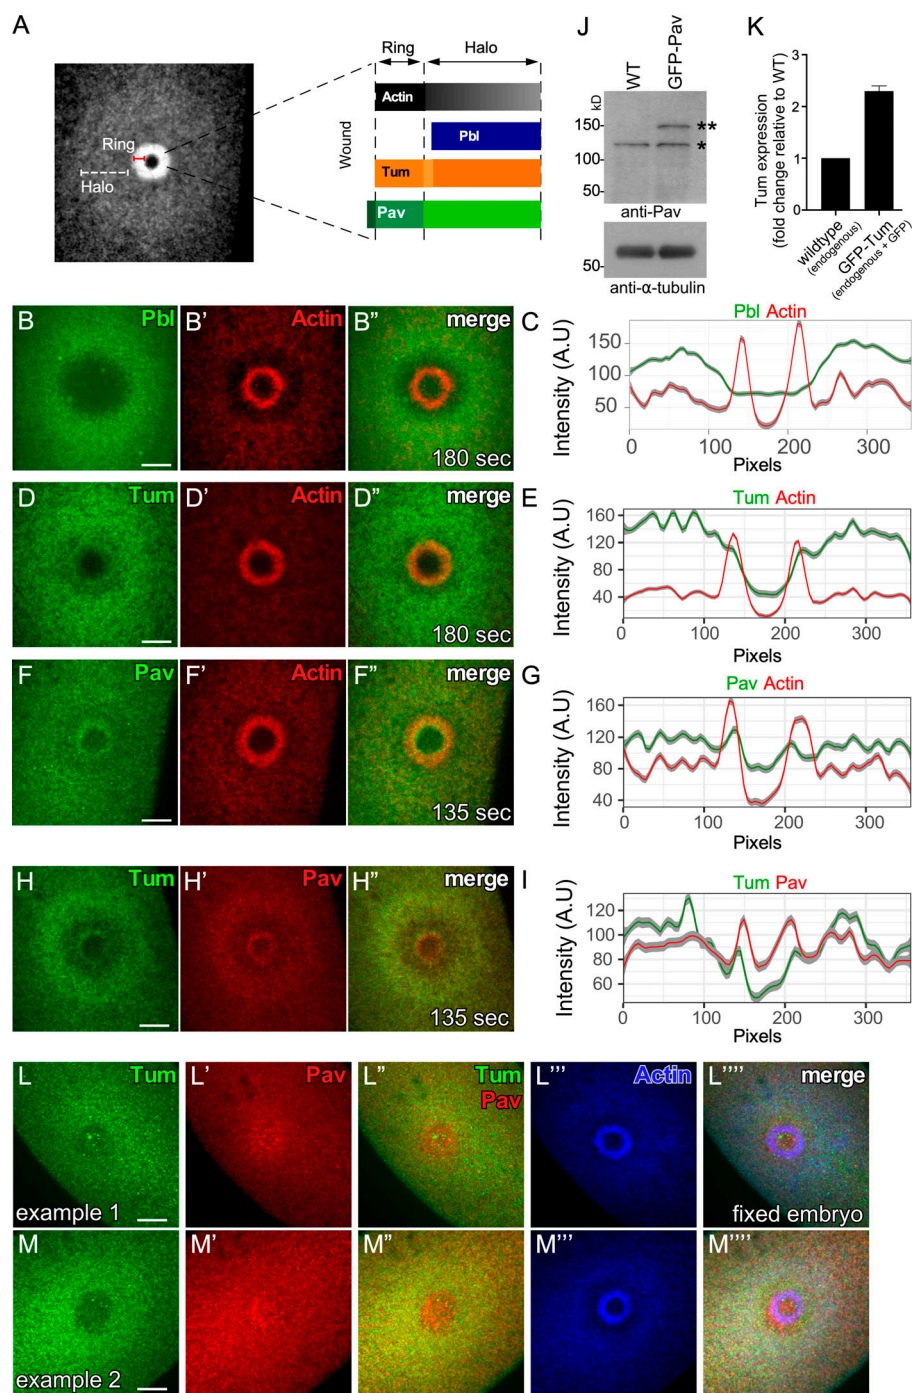 A
Ring
Halo
Ring
Halo
Wound
Actin
Pbl
Tum
Pav
J
WT
GFP-Pav
kD
150
**
*
100
50
anti-Pav
50
anti-α-tubulin
K
Tum expression
(fold change relative to WT)
3
2
1
0
wildtype
(endogenous)
GFP-Tum
(endogenous + GFP)
B
Pbl
B'
Actin
B"
merge
180 sec
C
Pbl Actin
Intensity (A.U)
150
100
50
0
100
200
300
Pixels
D
Tum
D'
Actin
D"
merge
180 sec
E
Tum Actin
Intensity (A.U)
160
120
80
40
0
100
200
300
Pixels
F
Pav
F'
Actin
F"
merge
135 sec
G
Pav Actin
Intensity (A.U)
160
120
80
40
0
100
200
300
Pixels
H
Tum
H'
Pav
H"
merge
135 sec
I
Tum Pav
Intensity (A.U)
120
100
80
60
0
100
200
300
Pixels
L
Tum
example 1
L'
Pav
L"
Tum
Pav
L'''
Actin
L''''
merge
fixed embryo
M
example 2
M'
M"
M'''
M''''